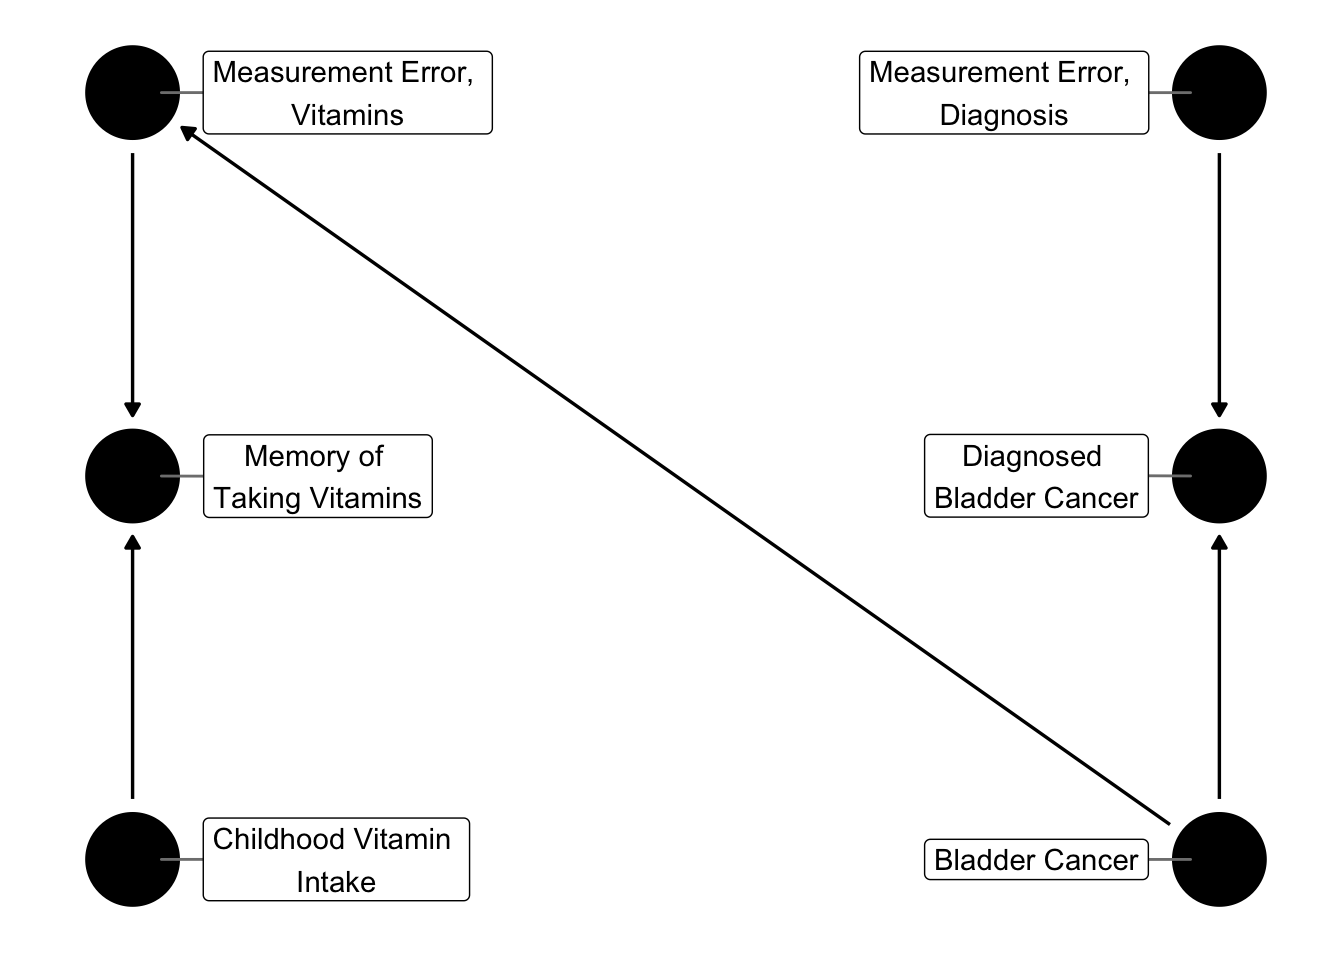 Measurement Error,
Vitamins
Measurement Error,
Diagnosis
Memory of
Taking Vitamins
Diagnosed
Bladder Cancer
Childhood Vitamin
Intake
Bladder Cancer